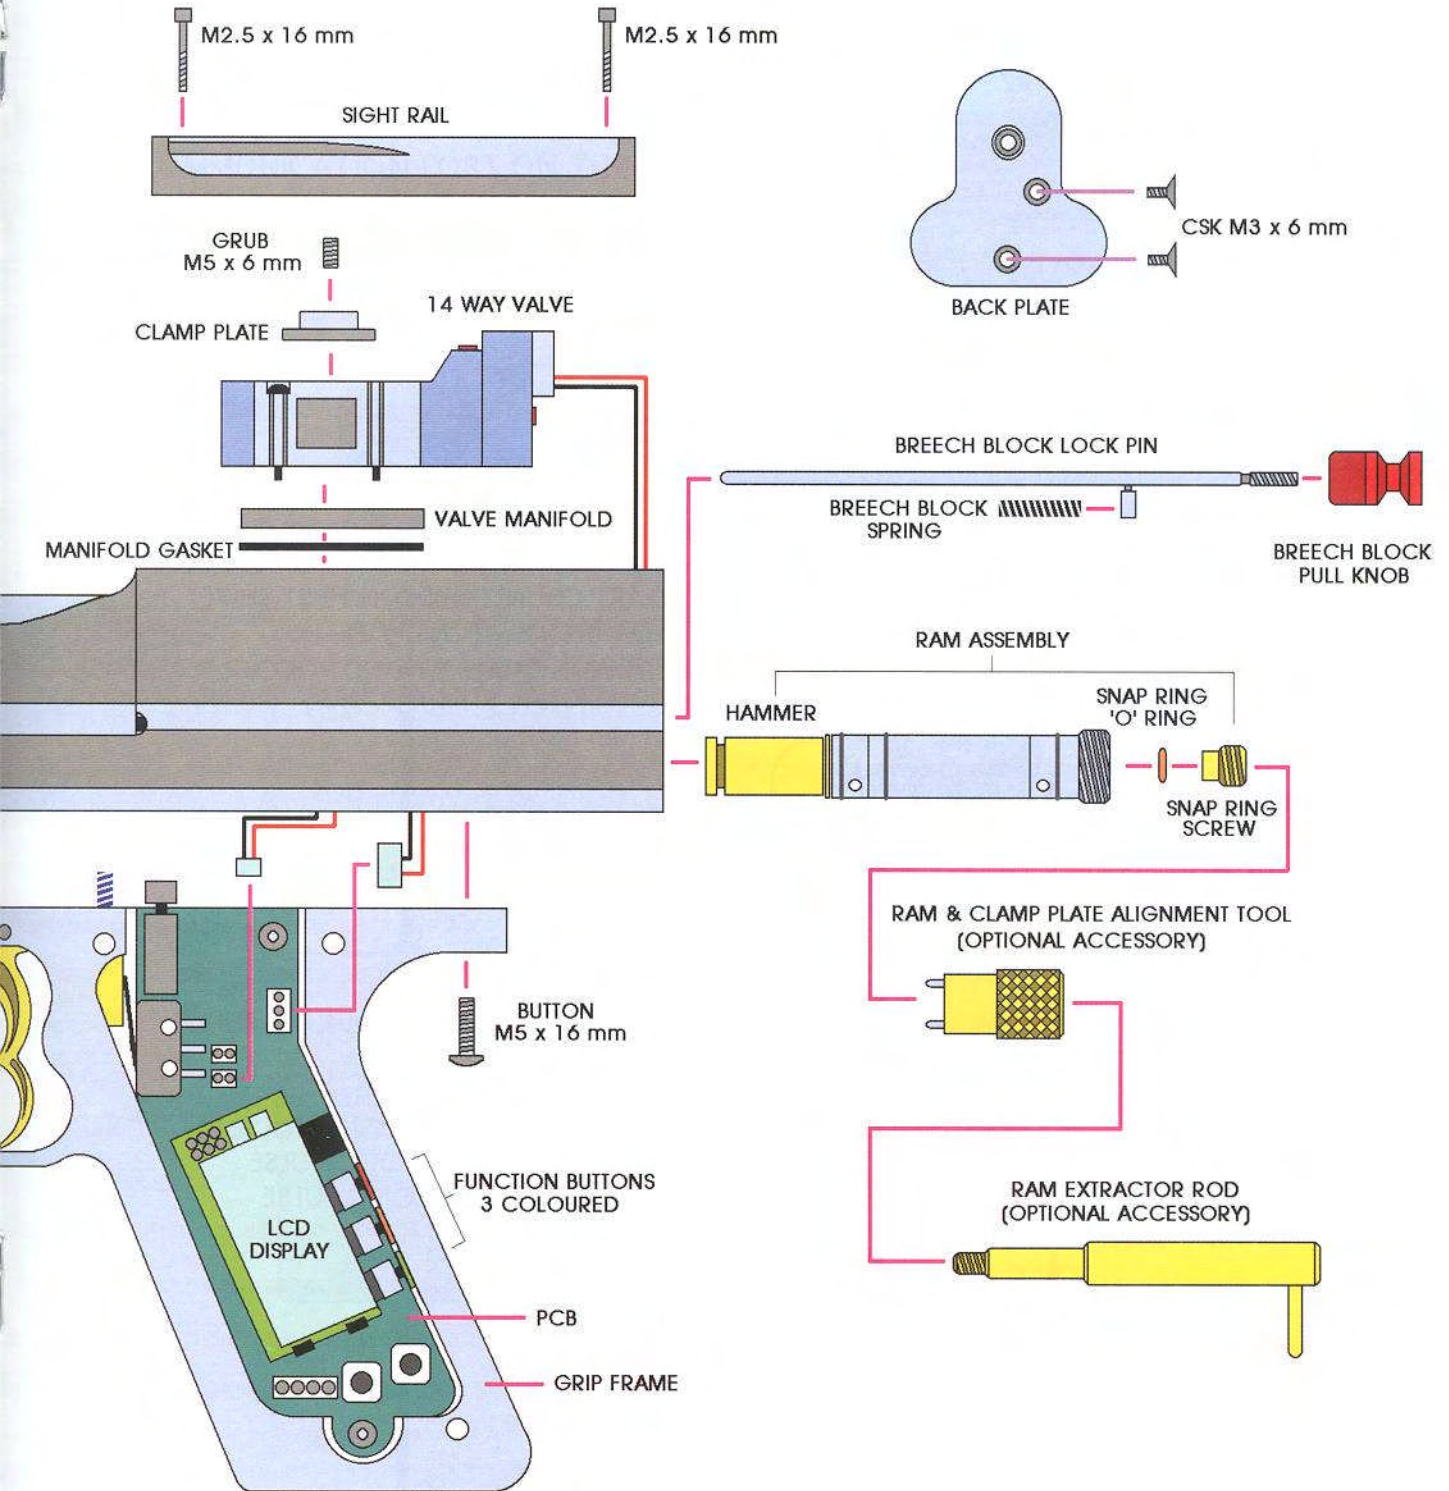 M2.5 x 16 mm
M2.5 x 16 mm
SIGHT RAIL
GRUB
M5 x 6 mm
CLAMP PLATE
14 WAY VALVE
CSK M3 x 6 mm
BACK PLATE
BREECH BLOCK LOCK PIN
BREECH BLOCK
SPRING
BREECH BLOCK
PULL KNOB
VALVE MANIFOLD
MANIFOLD GASKET
RAM ASSEMBLY
HAMMER
SNAP RING
'O' RING
SNAP RING
SCREW
RAM & CLAMP PLATE ALIGNMENT TOOL
(OPTIONAL ACCESSORY)
BUTTON
M5 x 16 mm
FUNCTION BUTTONS
3 COLOURED
LCD
DISPLAY
RAM EXTRACTOR ROD
(OPTIONAL ACCESSORY)
PCB
GRIP FRAME